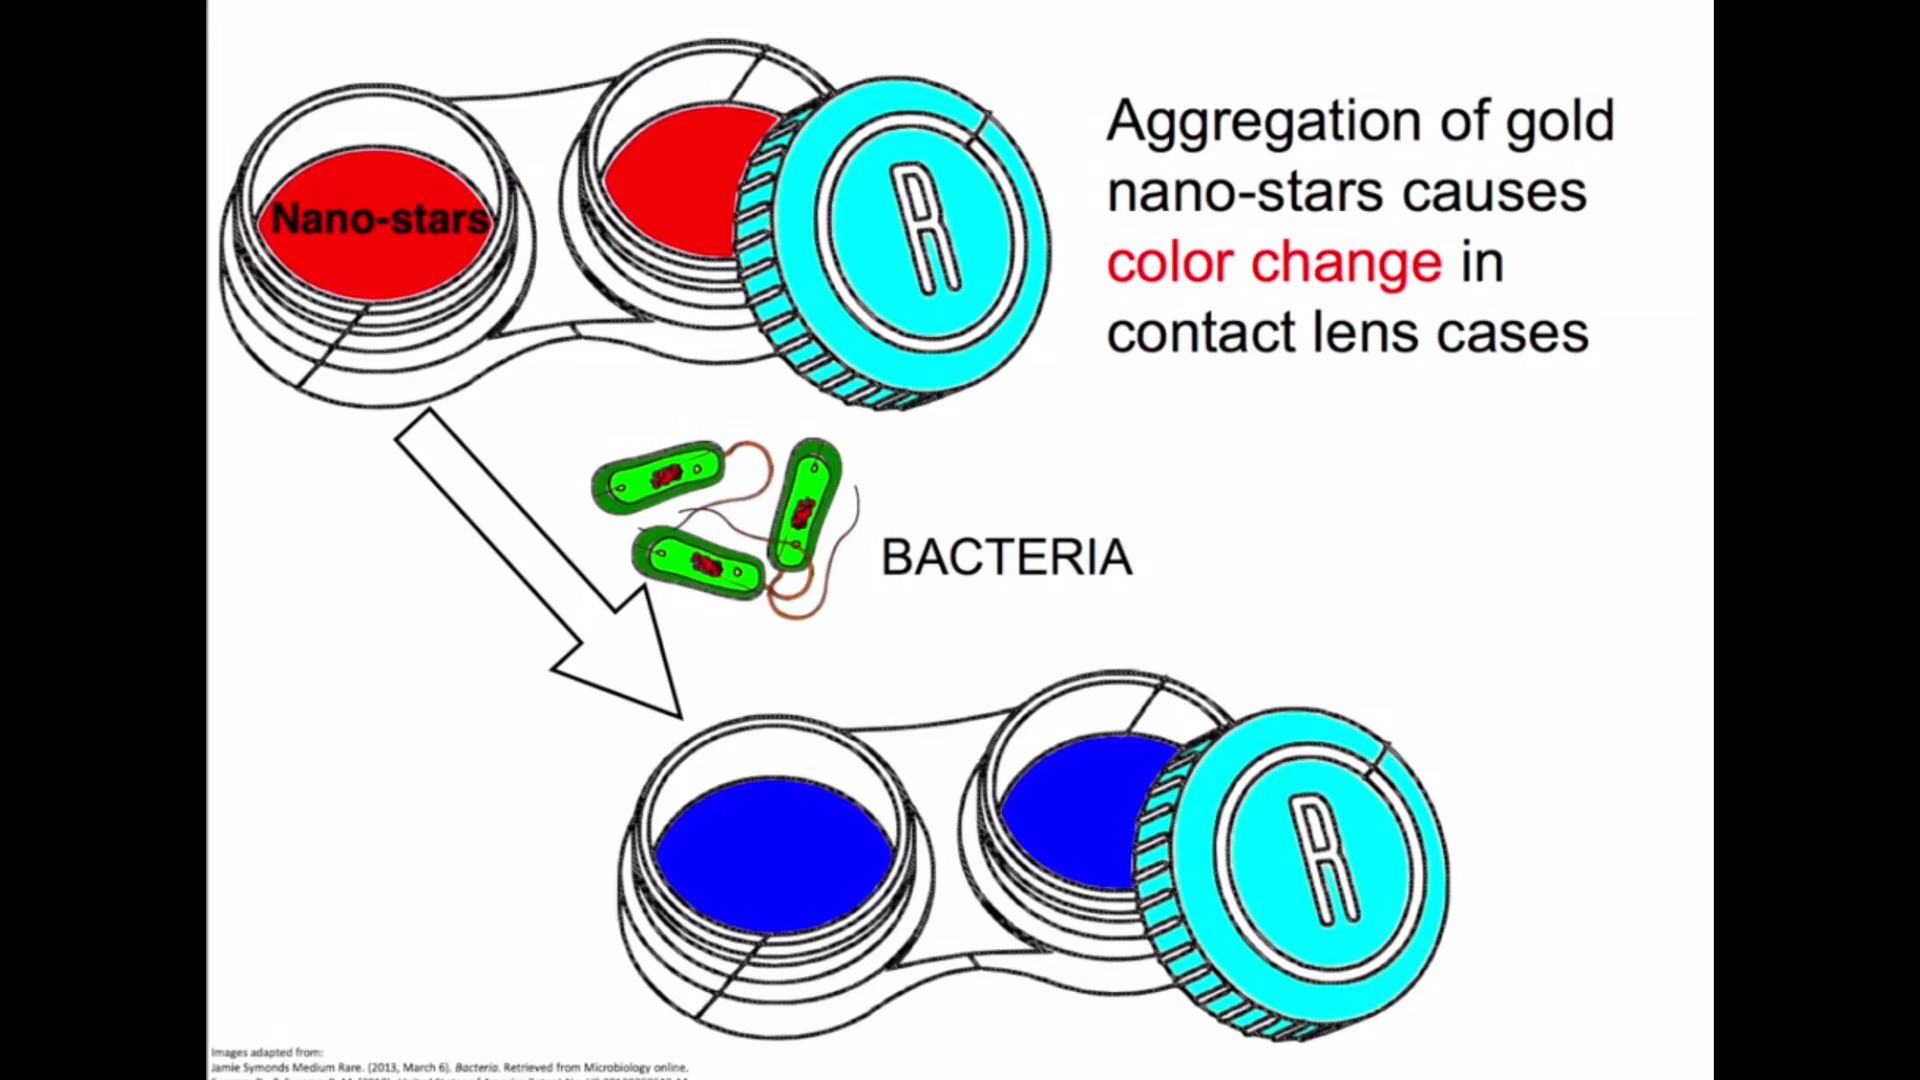 Aggregation of gold
nano-stars causes
color change in
contact lens cases
Nano-stars
R
BACTERIA
R
Images adapted from:
Jamie Symonds Medium Rare. (2013, March 6). Bacteria. Retrieved from Microbiology online.